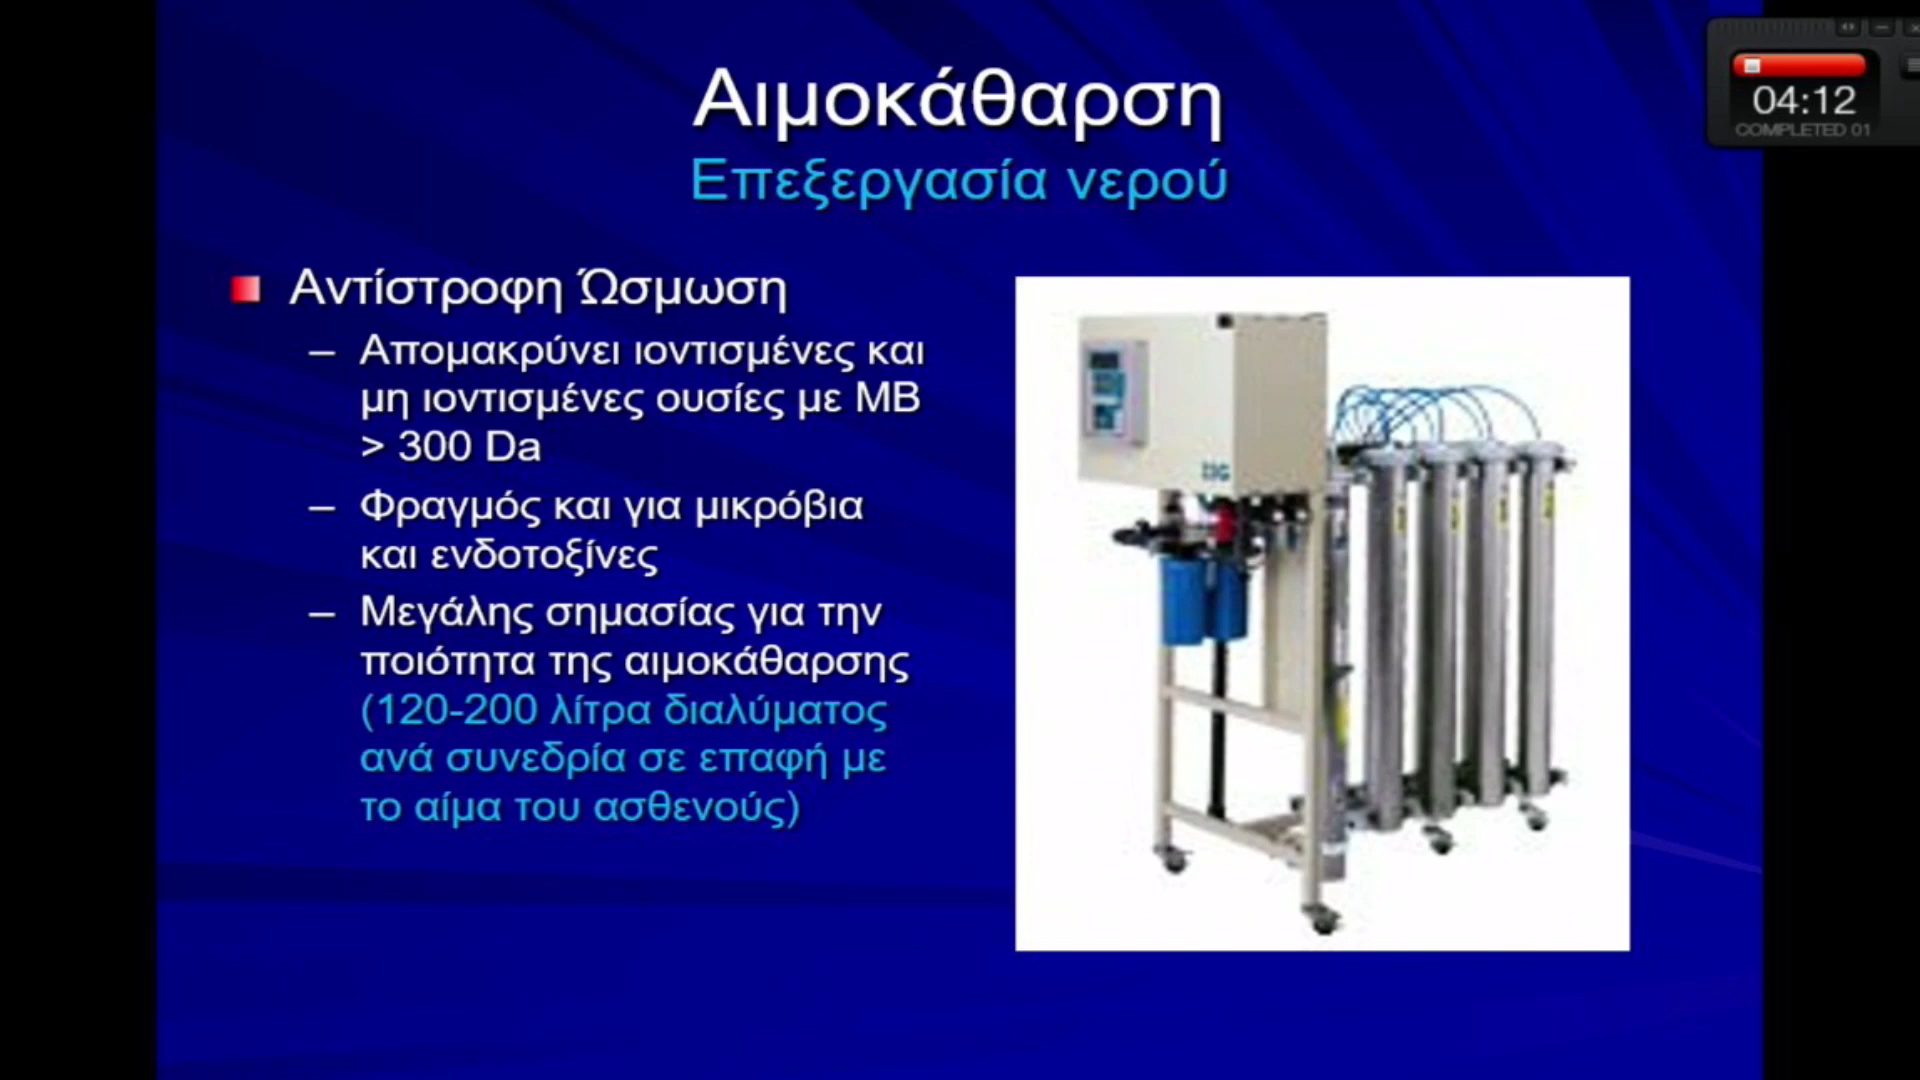 Αιμοκάθαρση
Επεξεργασία νερού
Αντίστροφη Ώσμωση
– Απομακρύνει ιοντισμένες και
μη ιοντισμένες ουσίες με ΜΒ
> 300 Da
– Φραγμός και για μικρόβια
και ενδοτοξίνες
– Μεγάλης σημασίας για την
ποιότητα της αιμοκάθαρσης
(120-200 λίτρα διαλύματος
ανά συνεδρία σε επαφή με
το αίμα του ασθενούς)
04:12
COMPLETED 01